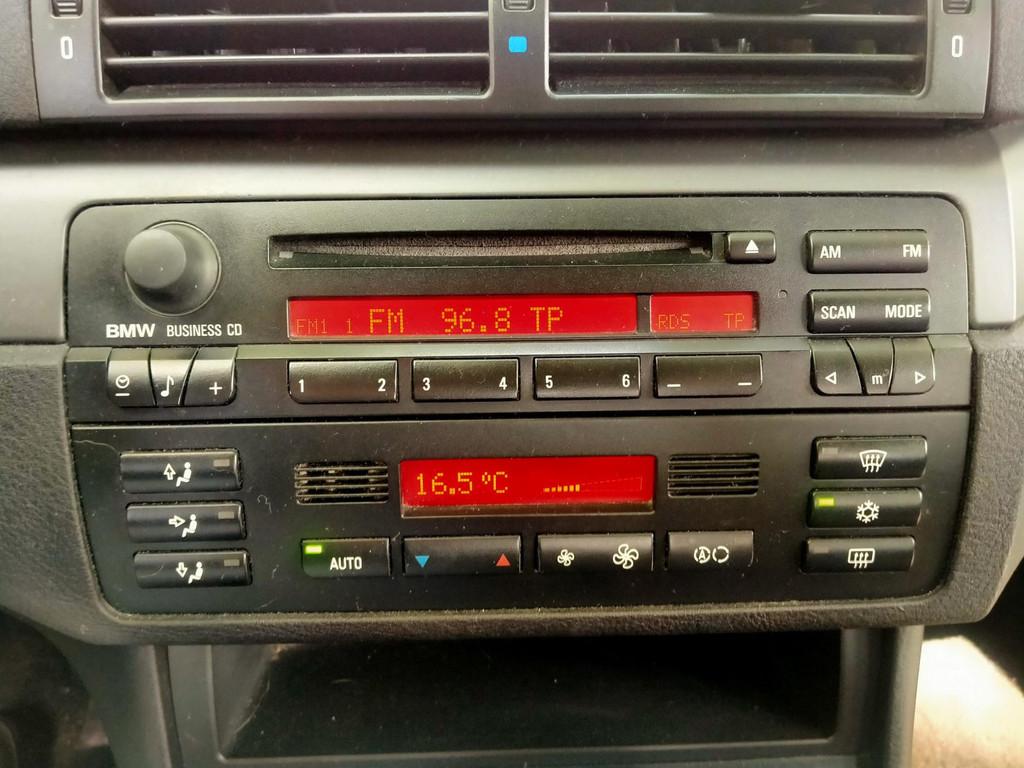 0 0
AM FM
SCAN MODE
BMW BUSINESS CD
FM1 1 FM 96.8 TP RDS TP
1 2 3 4 5 6 m
16.5°C
AUTO
A